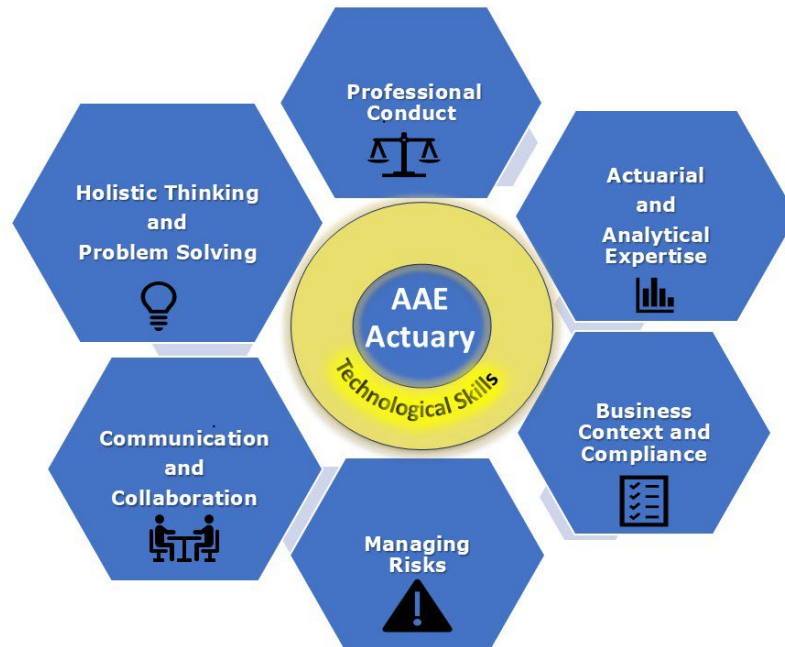 Professional
Conduct
Holistic Thinking
and
Problem Solving
Actuarial
and
Analytical
Expertise
AAE
Actuary
Technological Skills
Communication
and
Collaboration
Business
Context and
Compliance
Managing
Risks